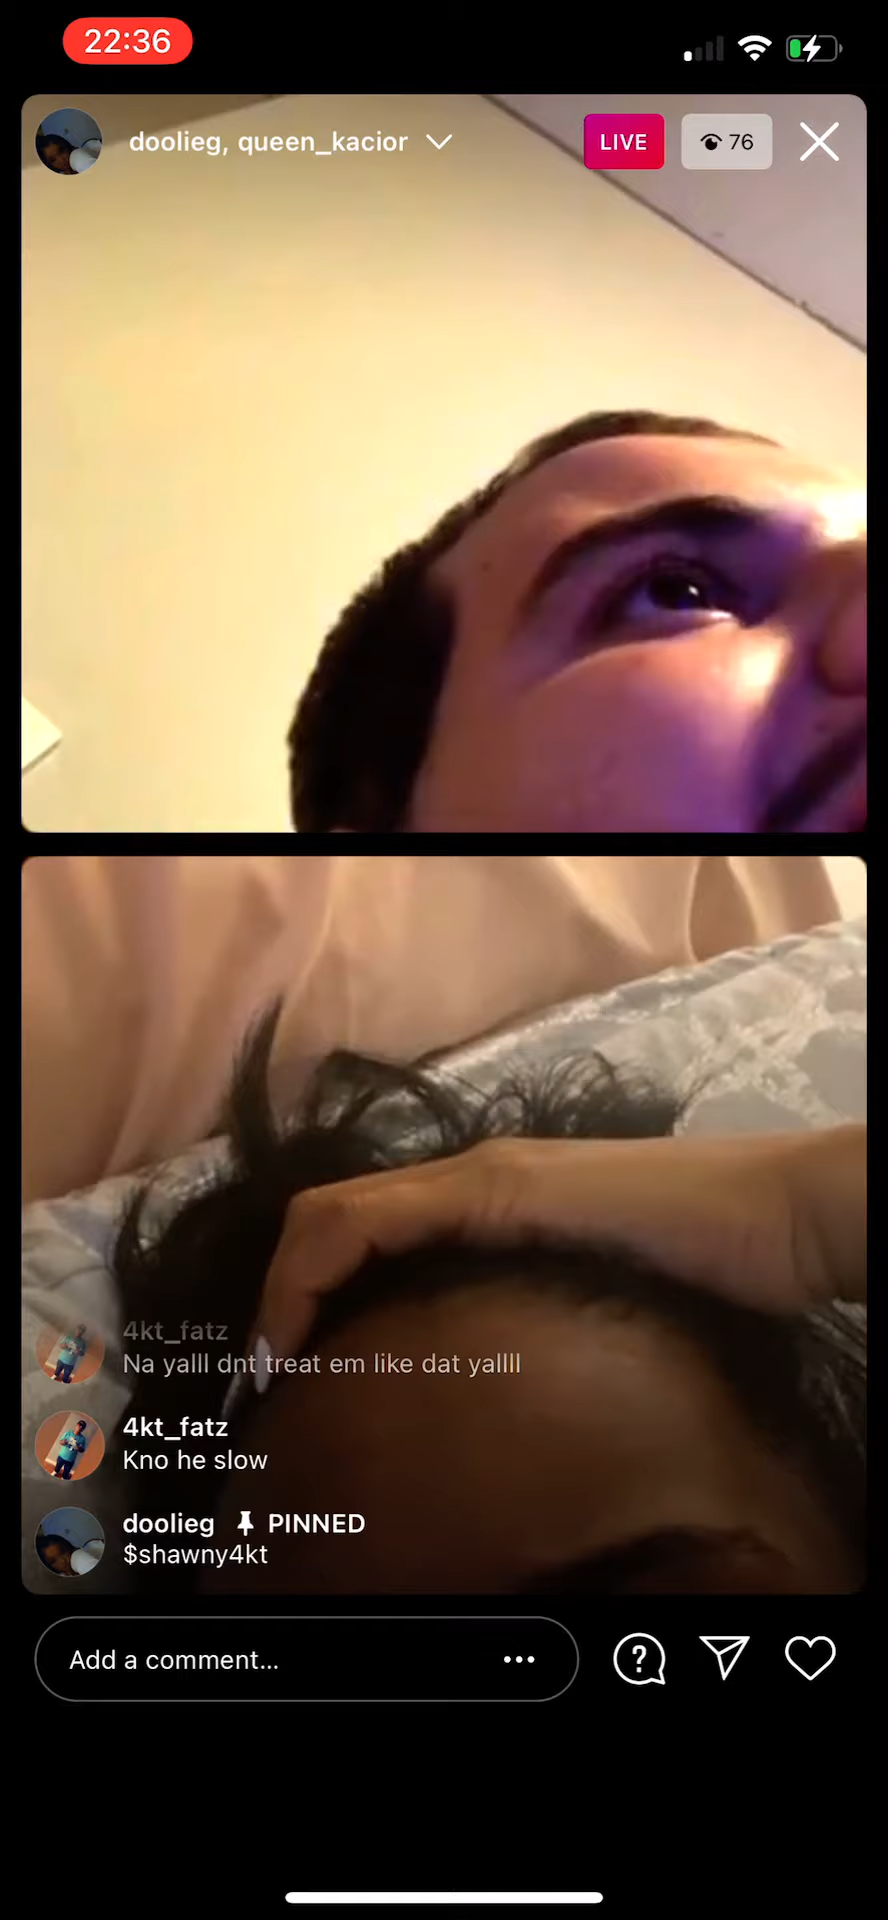 22:36
doolieg, queen_kacior
LIVE
76
4kt_fatz
Na yalll dnt treat em like dat yallll
4kt_fatz
Kno he slow
doolieg PINNED
$shawny4kt
Add a comment...